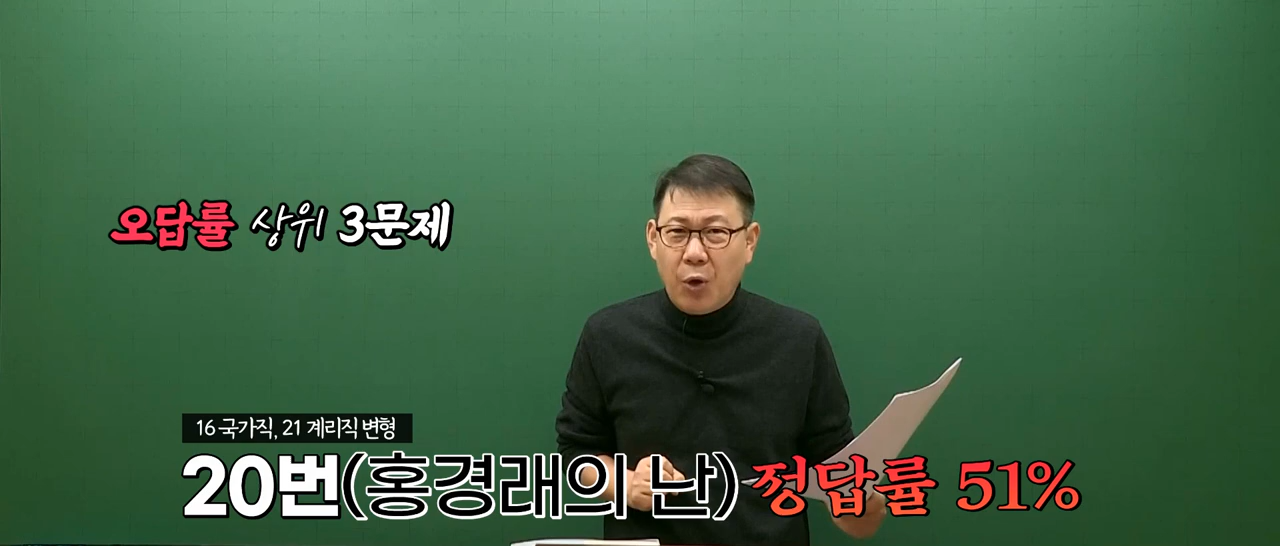 오답률 상위 3문제
16 국가직, 21 계리직 변형
20번(홍경래의 난) 정답률 51%